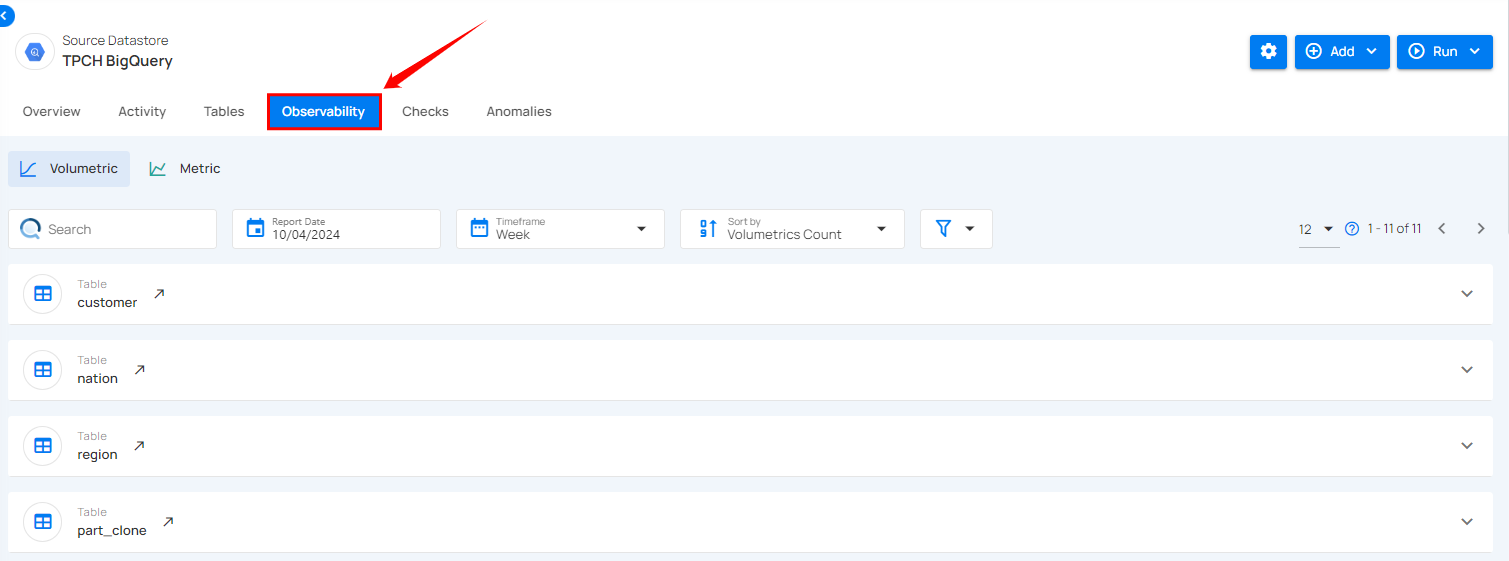 Source Datastore
TPCH BigQuery
Add
Run
Overview
Activity
Tables
Observability
Checks
Anomalies
Volumetric
Metric
Search
Report Date
10/04/2024
Timeframe
Week
Sort by
Volumetrics Count
12
1 - 11 of 11
Table
customer
Table
nation
Table
region
Table
part_clone